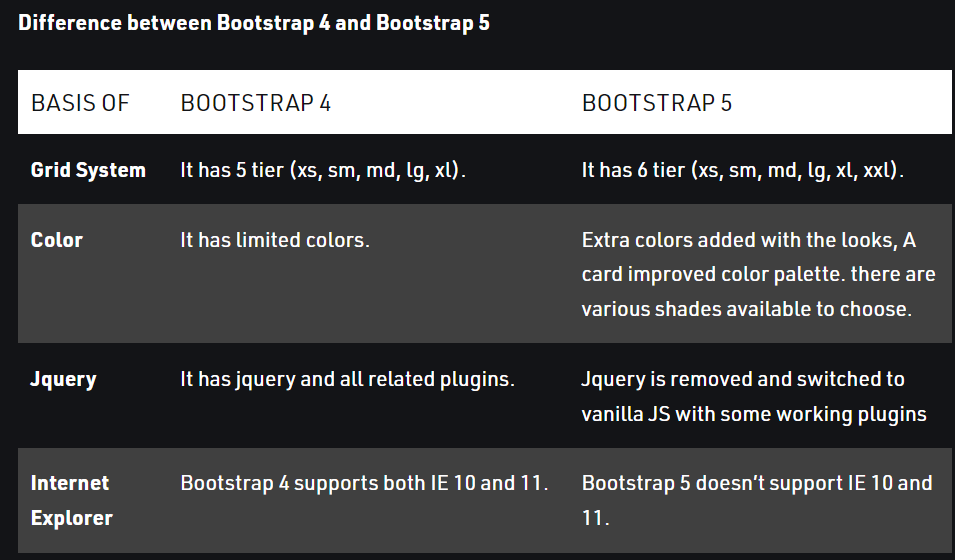 Difference between Bootstrap 4 and Bootstrap 5
BASIS OF BOOTSTRAP 4 BOOTSTRAP 5
Grid System It has 5 tier (xs, sm, md, lg, xl). It has 6 tier (xs, sm, md, lg, xl, xxl).
Color It has limited colors. Extra colors added with the looks, A
card improved color palette. there are
various shades available to choose.
Jquery It has jquery and all related plugins. Jquery is removed and switched to
vanilla JS with some working plugins
Internet Bootstrap 4 supports both IE 10 and 11. Bootstrap 5 doesn’t support IE 10 and
Explorer 11.